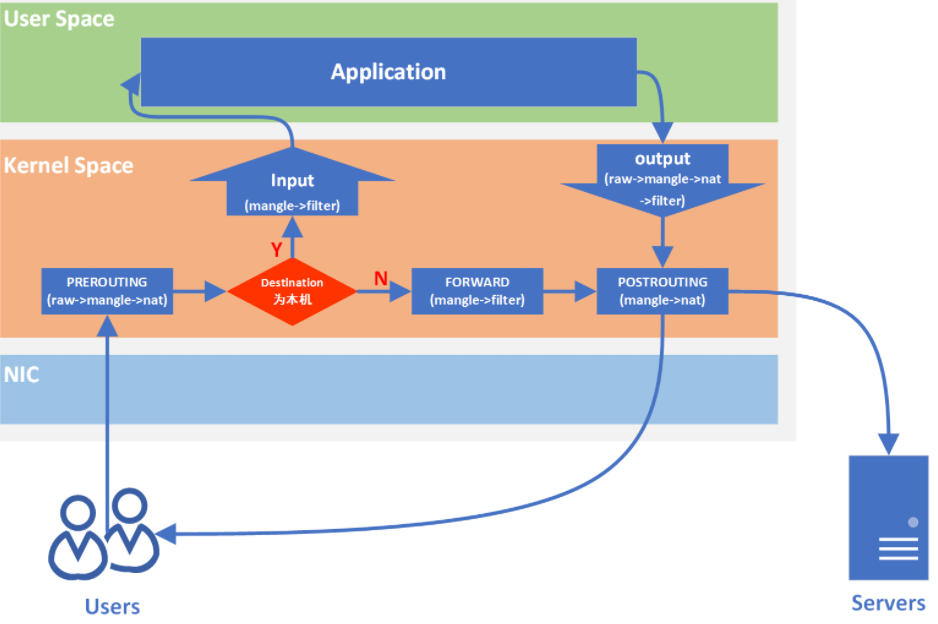 User Space
Application
Kernel Space
Input
(mangle->filter)
output
(raw->mangle->nat
->filter)
Y
PREROUTING
(raw->mangle->nat)
Destination
为本机
N
FORWARD
(mangle->filter)
POSTROUTING
(mangle->nat)
NIC
Users
Servers